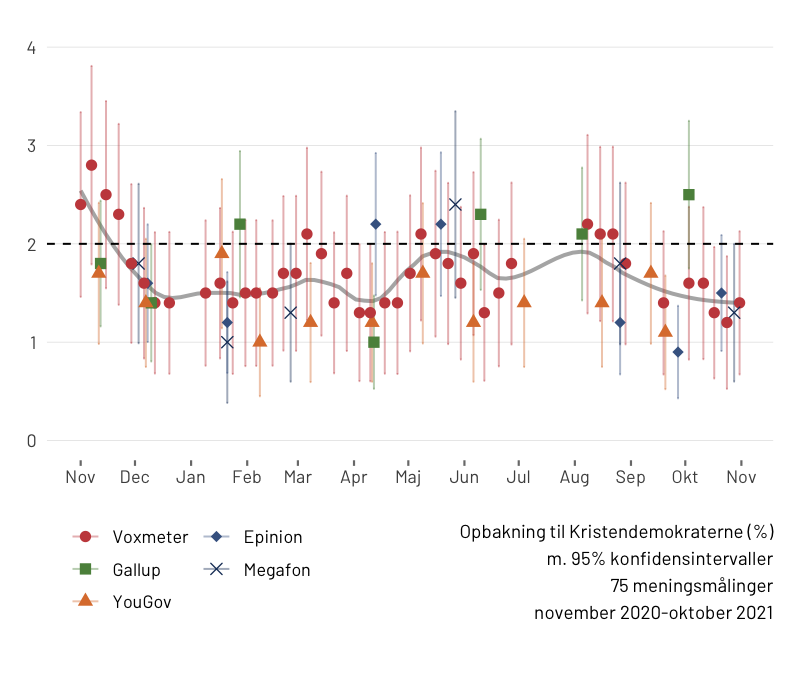 4
3
2
1
0
Nov Dec Jan Feb Mar Apr Maj Jun Jul Aug Sep Okt Nov
Voxmeter Epinion
Gallup Megafon
YouGov
Opbakning til Kristendemokraterne (%)
m. 95% konfidensintervaller
75 meningsmålinger
november 2020-oktober 2021